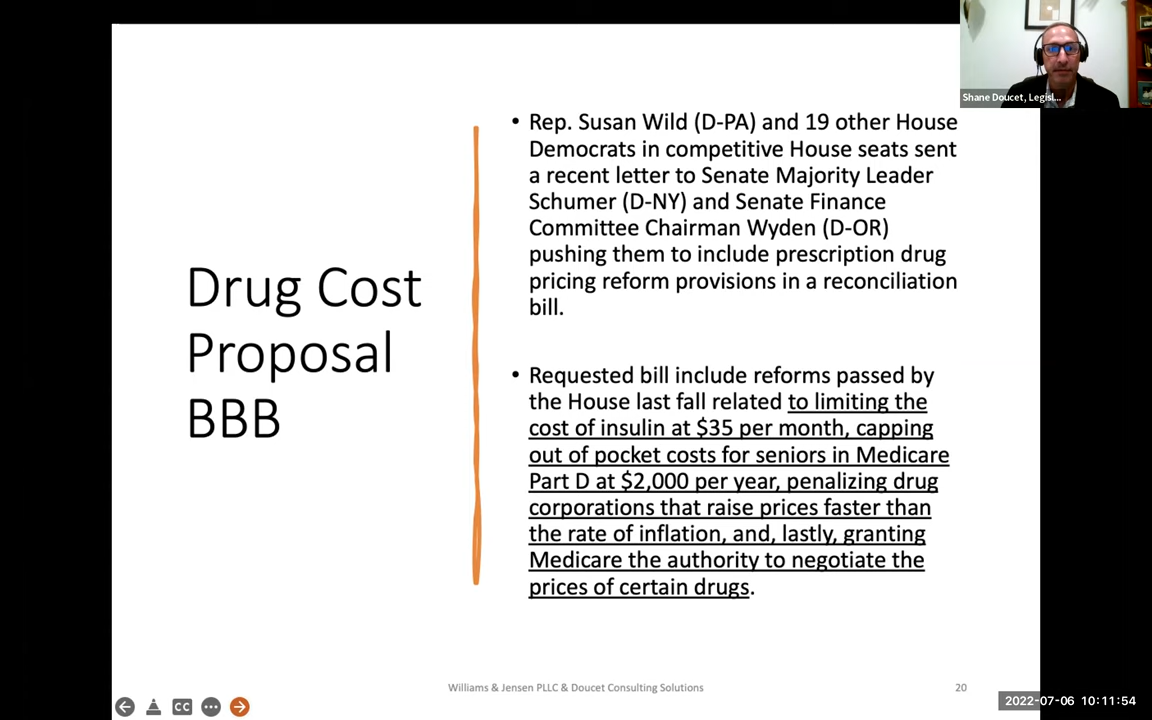 Drug Cost
Proposal
BBB
• Rep. Susan Wild (D-PA) and 19 other House
Democrats in competitive House seats sent
a recent letter to Senate Majority Leader
Schumer (D-NY) and Senate Finance
Committee Chairman Wyden (D-OR)
pushing them to include prescription drug
pricing reform provisions in a reconciliation
bill.
• Requested bill include reforms passed by
the House last fall related to limiting the
cost of insulin at $35 per month, capping
out of pocket costs for seniors in Medicare
Part D at $2,000 per year, penalizing drug
corporations that raise prices faster than
the rate of inflation, and, lastly, granting
Medicare the authority to negotiate the
prices of certain drugs.
Shane Doucet, Legisl...
CC
Williams & Jensen PLLC & Doucet Consulting Solutions
20
2022-07-06 10:11:54